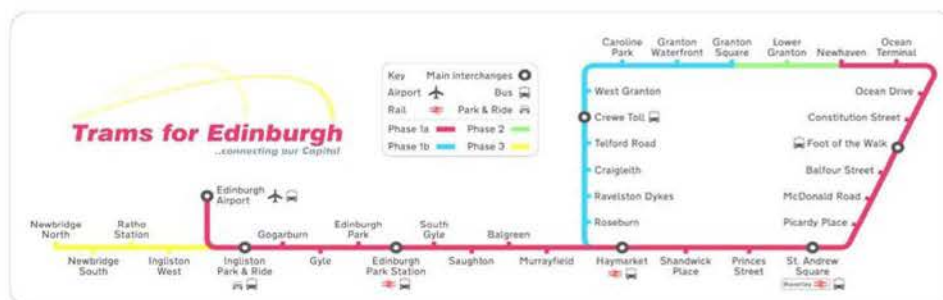 Trams for Edinburgh
...connecting our Capital
Key Main interchanges
Airport Bus
Rail Park & Ride
Phase 1a Phase 2
Phase 1b Phase 3
Caroline
Park
Granton
Waterfront
Granton
Square
Lower
Granton
Newhaven
Ocean
Terminal
West Granton
Crewe Toll
Telford Road
Craigleith
Ravelston Dykes
Roseburn
Ocean Drive
Constitution Street
Foot of the Walk
Balfour Street
McDonald Road
Picardy Place
Edinburgh
Airport
Newbridge
North
Ratho
Station
Gogarburn
Edinburgh
Park
South
Gyle
Balgreen
Newbridge
South
Ingliston
West
Ingliston
Park & Ride
Gyle
Edinburgh
Park Station
Saughton
Murrayfield
Haymarket
Shandwick
Place
Princes
Street
St. Andrew
Square
Waverley